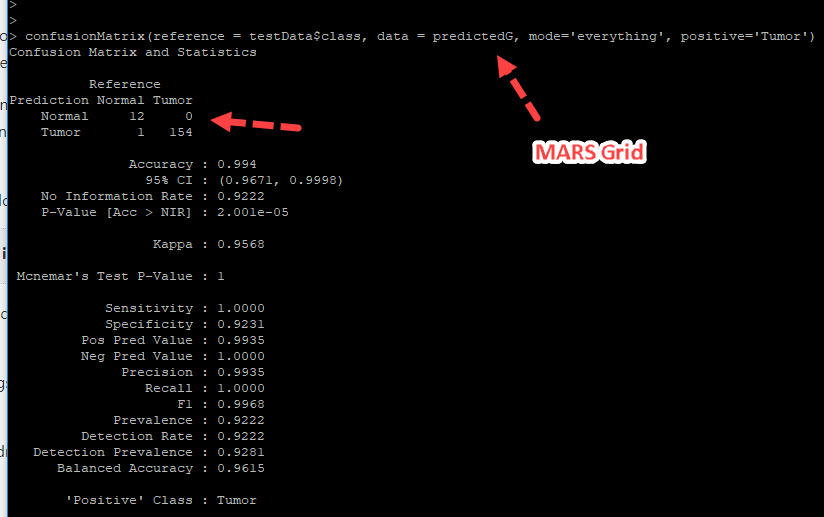 >
>
> confusionMatrix(reference = testData$class, data = predictedG, mode='everything', positive='Tumor')
Confusion Matrix and Statistics
Reference
Prediction Normal Tumor
Normal 12 0
Tumor 1 154
MARS Grid
Accuracy : 0.994
95% CI : (0.9671, 0.9998)
No Information Rate : 0.9222
P-Value [Acc > NIR] : 2.001e-05
Kappa : 0.9568
Mcnemar's Test P-Value : 1
Sensitivity : 1.0000
Specificity : 0.9231
Pos Pred Value : 0.9935
Neg Pred Value : 1.0000
Precision : 0.9935
Recall : 1.0000
F1 : 0.9968
Prevalence : 0.9222
Detection Rate : 0.9222
Detection Prevalence : 0.9281
Balanced Accuracy : 0.9615
'Positive' Class : Tumor